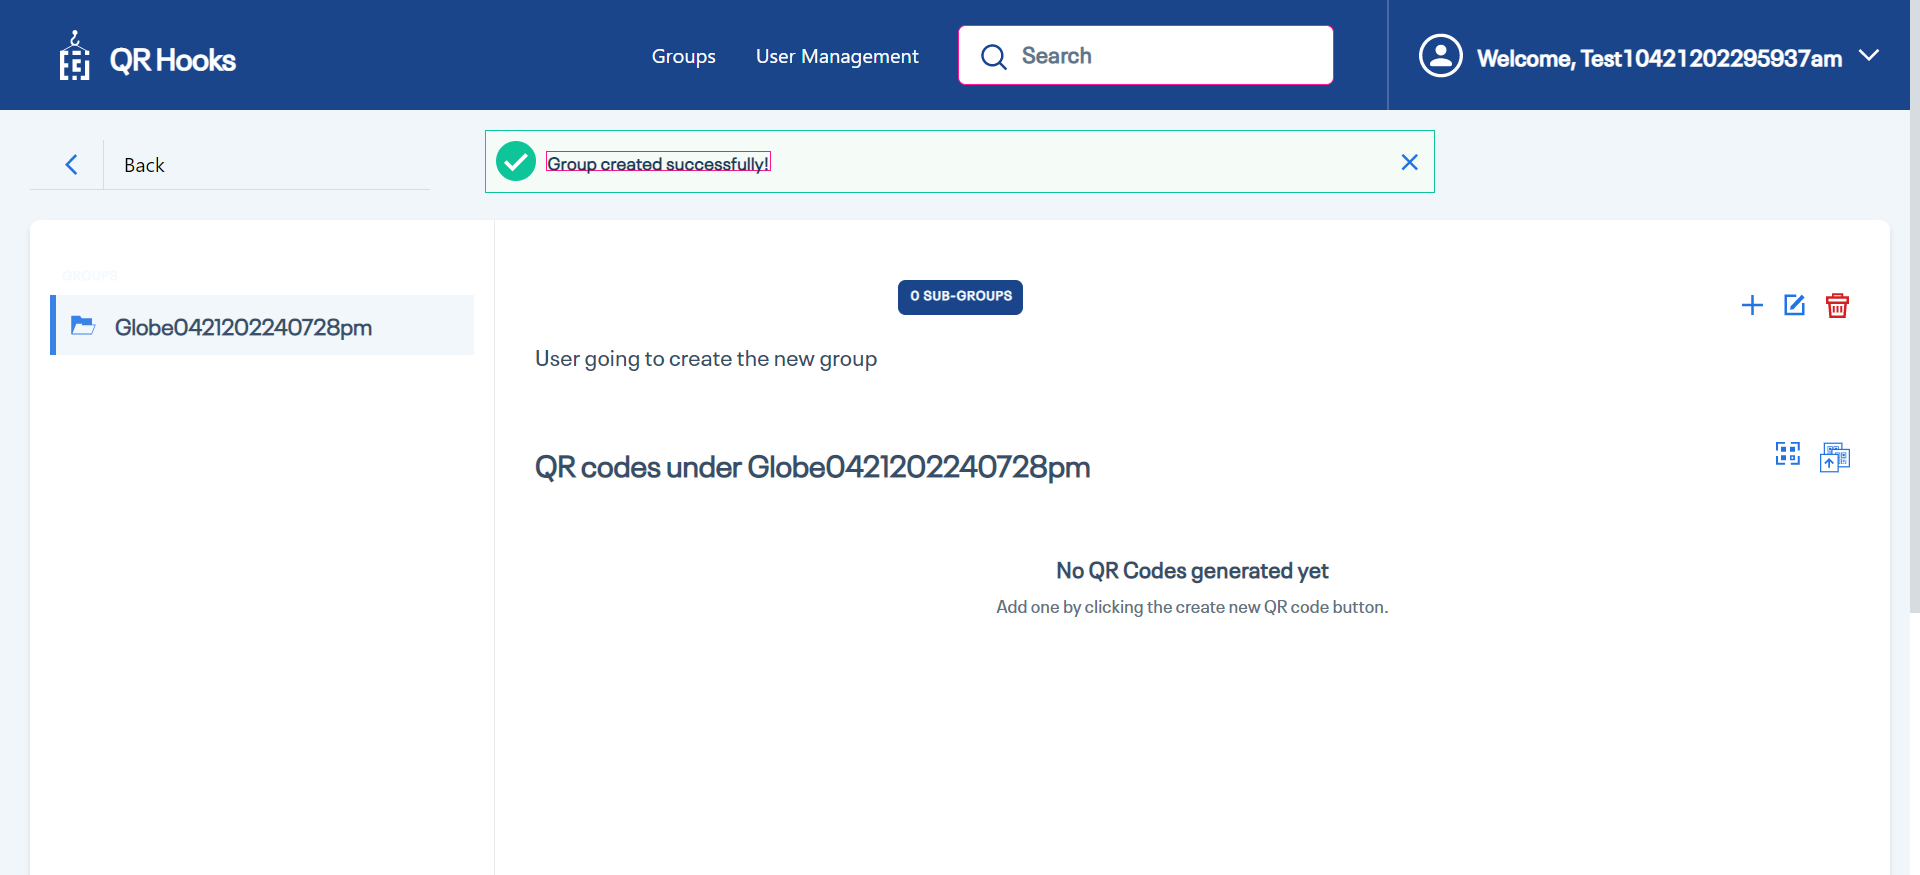 QR Hooks
Groups
User Management
Search
Welcome, Test10421202295937am
Back
Group created successfully!
GROUPS
Globe0421202240728pm
0 SUB-GROUPS
User going to create the new group
QR codes under Globe0421202240728pm
No QR Codes generated yet
Add one by clicking the create new QR code button.